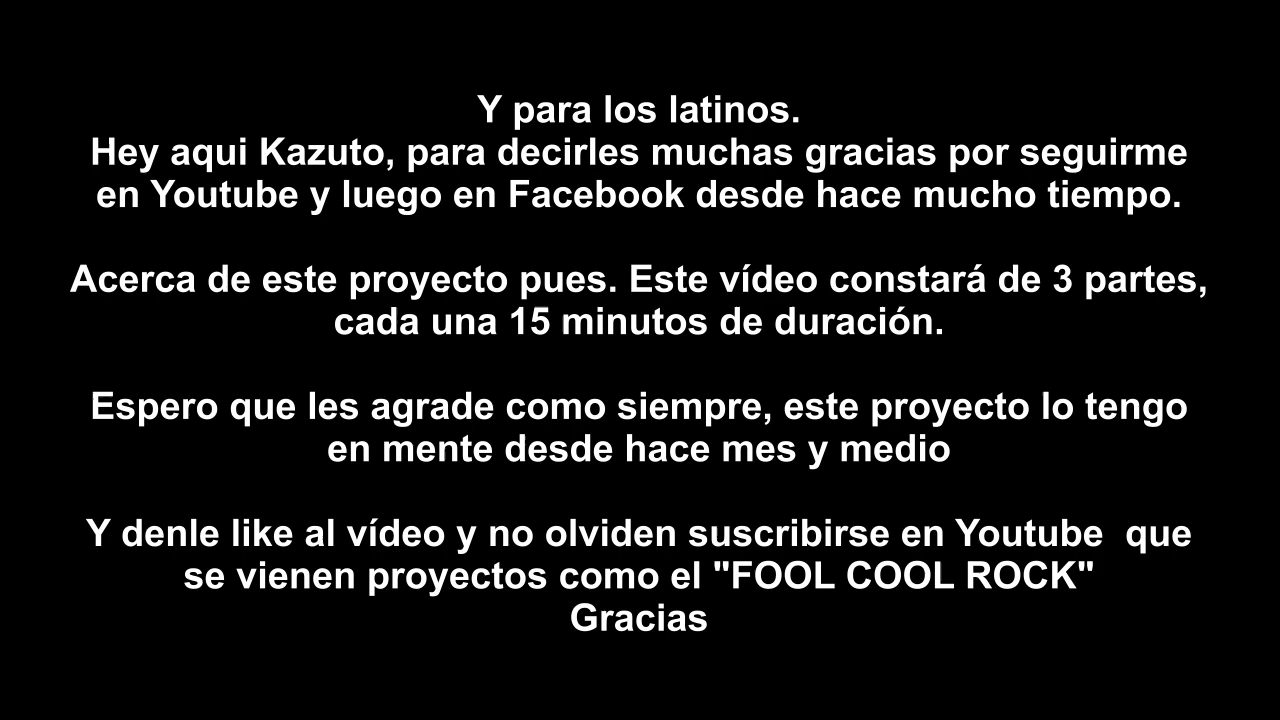 Y para los latinos.
Hey aqui Kazuto, para decirles muchas gracias por seguirme
en Youtube y luego en Facebook desde hace mucho tiempo.
Acerca de este proyecto pues. Este vídeo constará de 3 partes,
cada una 15 minutos de duración.
Espero que les agrade como siempre, este proyecto lo tengo
en mente desde hace mes y medio
Y denle like al vídeo y no olviden suscribirse en Youtube  que
se vienen proyectos como el "FOOL COOL ROCK"
Gracias